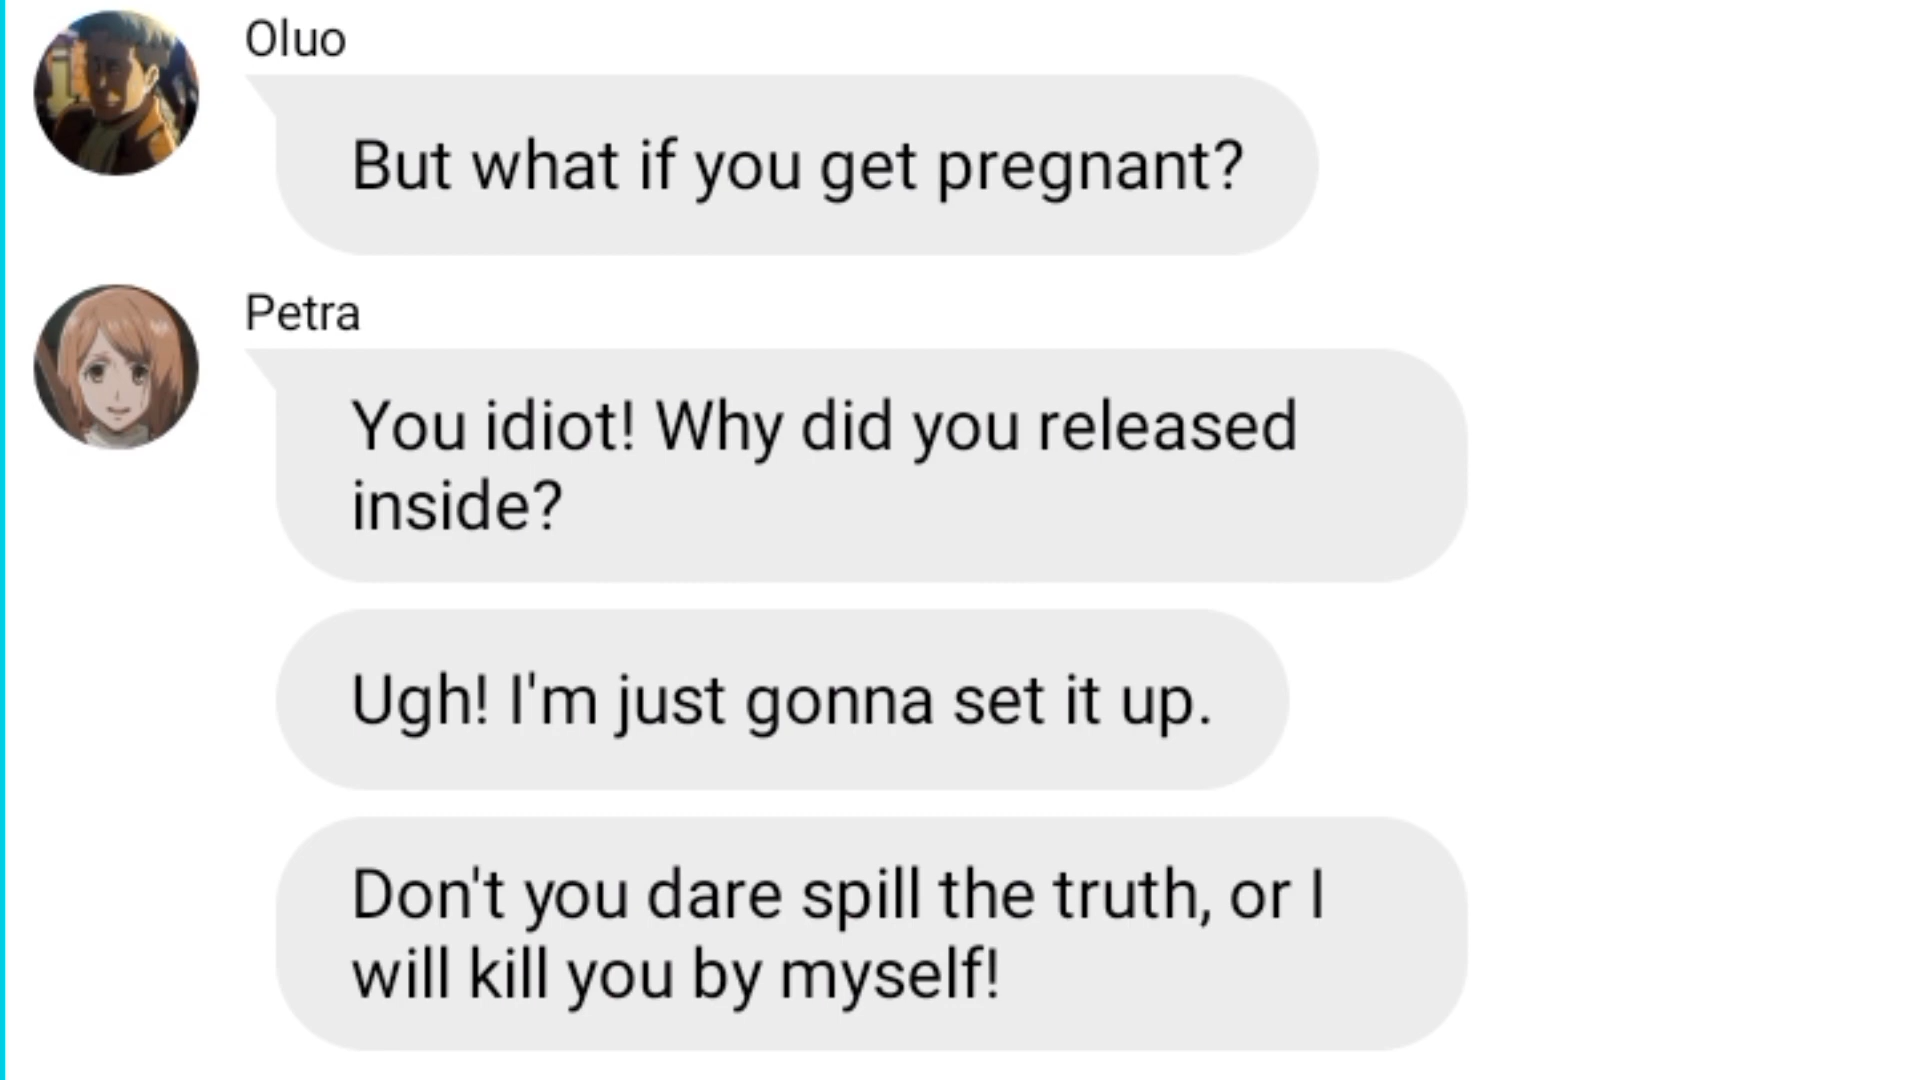 Oluo
But what if you get pregnant?
Petra
You idiot! Why did you released
inside?
Ugh! I'm just gonna set it up.
Don't you dare spill the truth, or I
will kill you by myself!